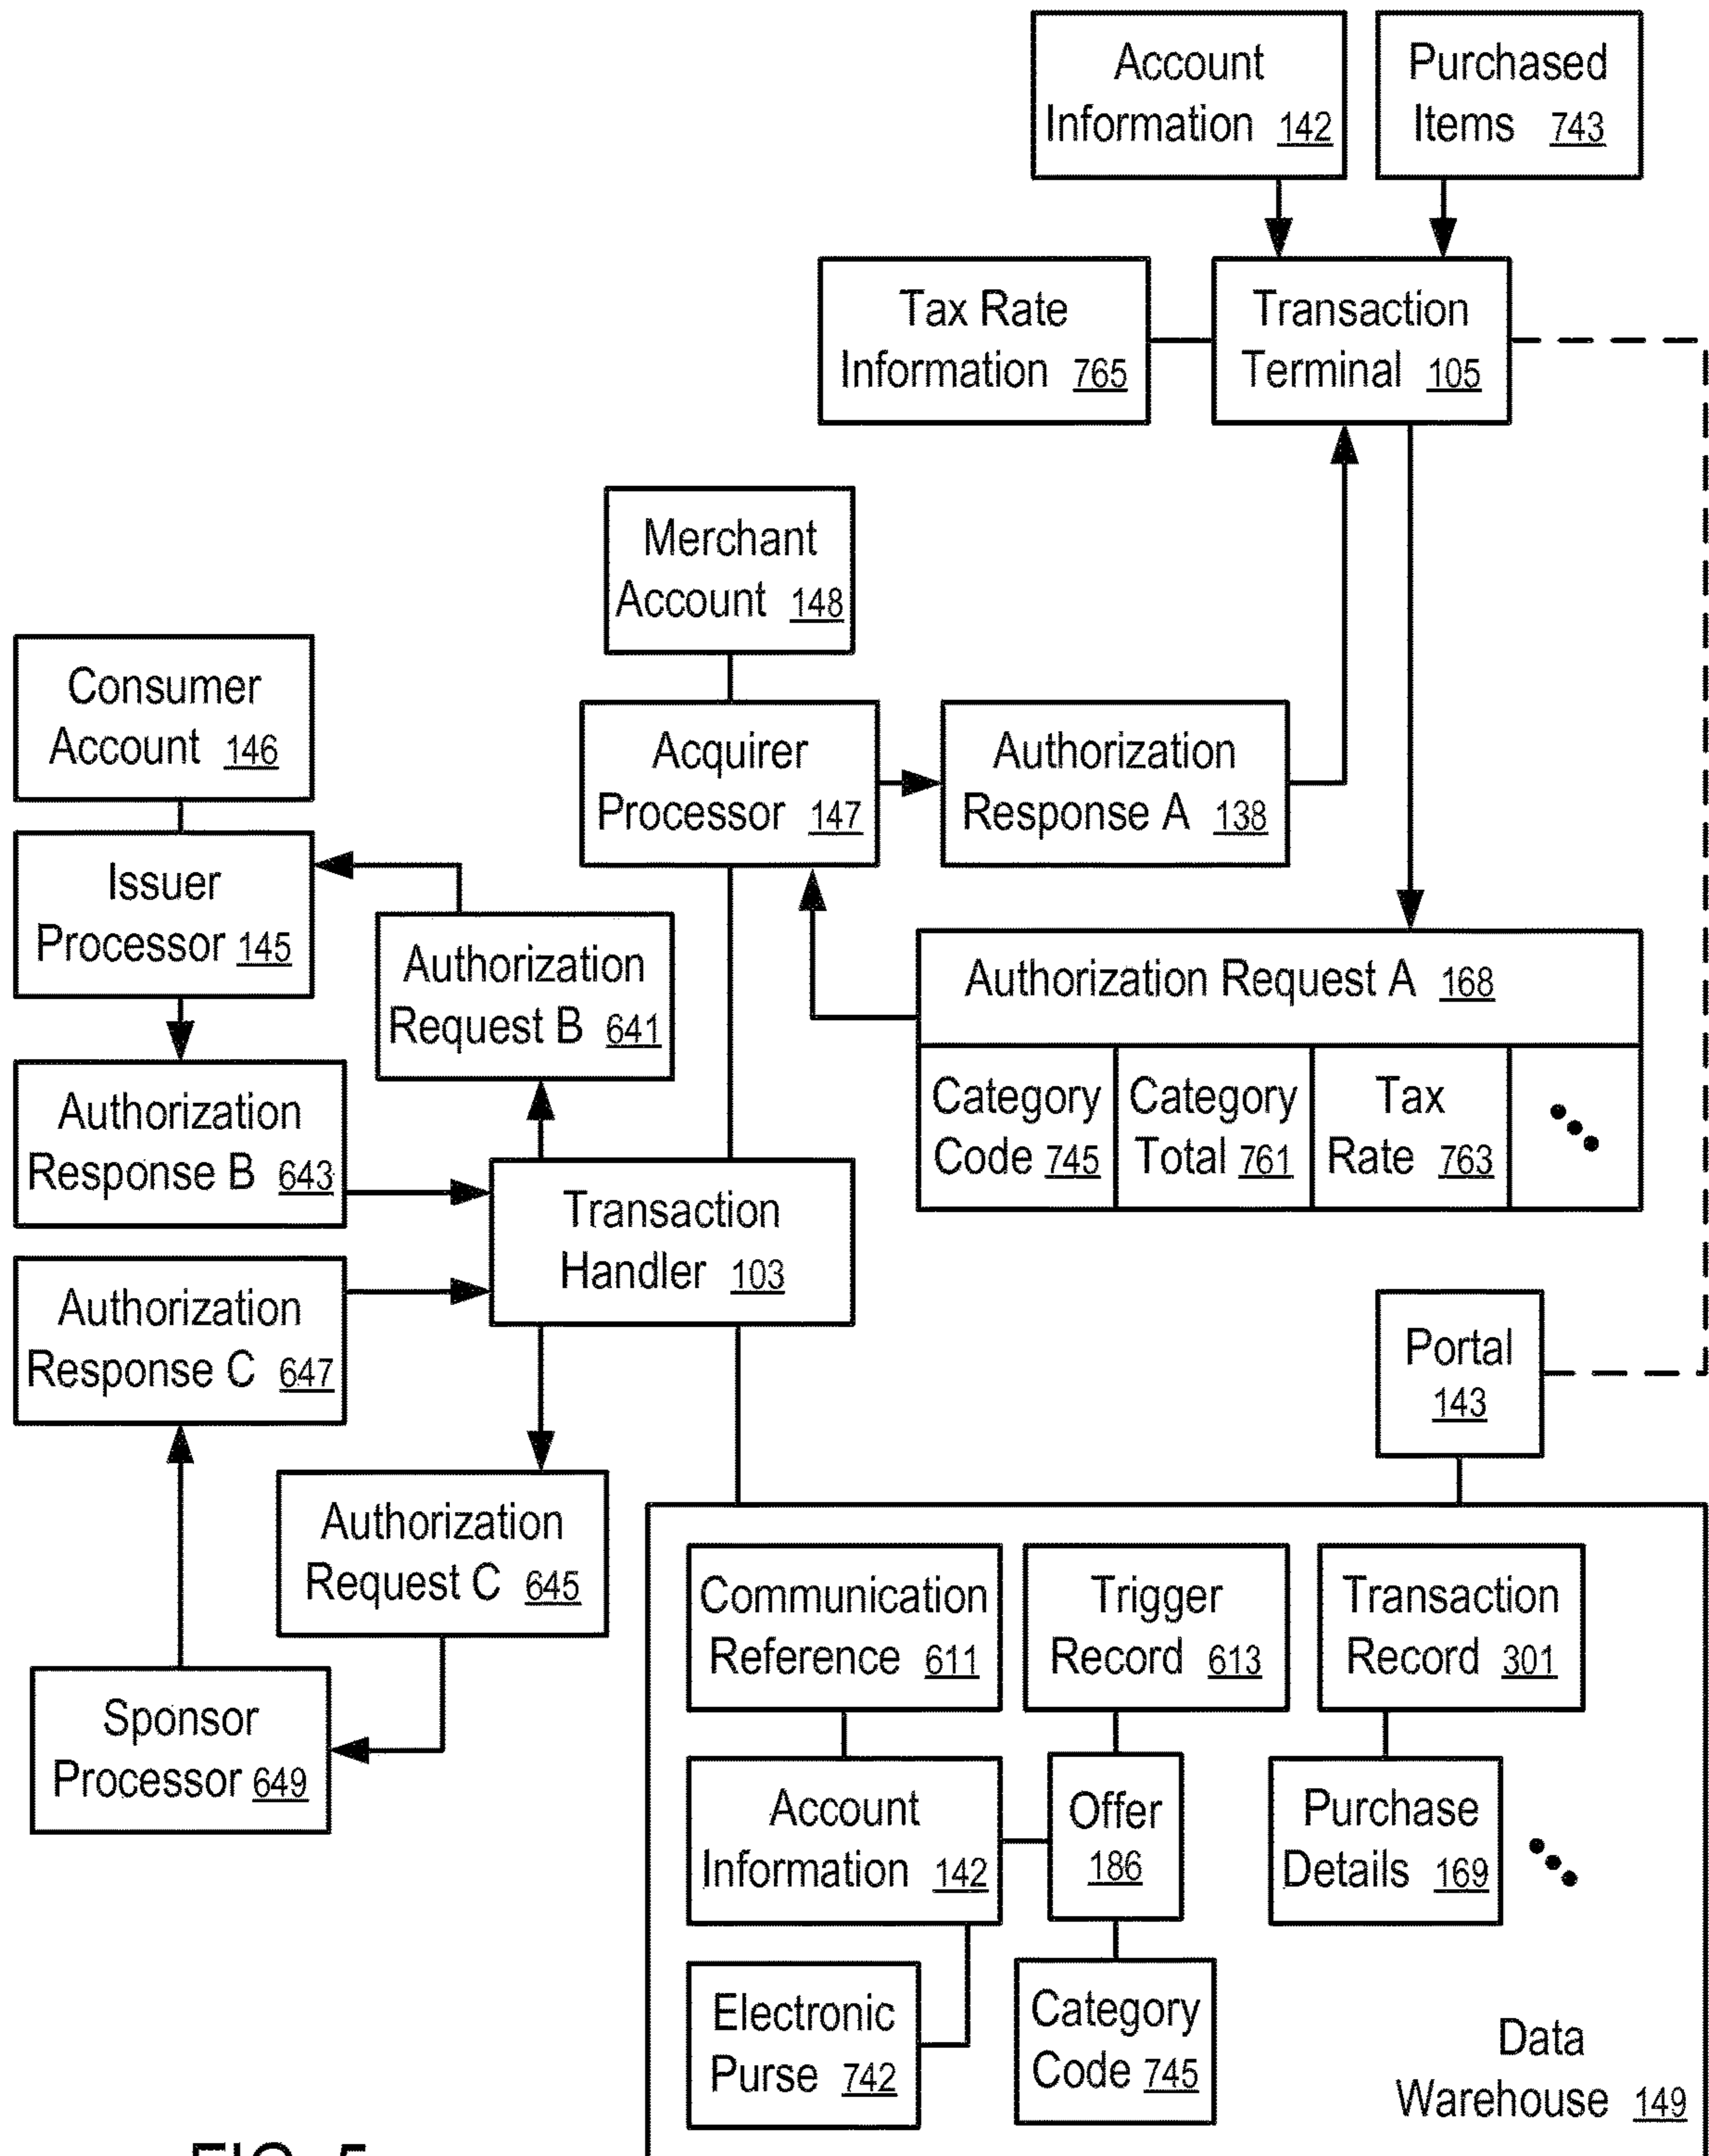 Account
Information 142
Purchased
Items 743
Tax Rate
Information 765
Transaction
Terminal 105
Merchant
Account 148
Consumer
Account 146
Acquirer
Processor 147
Authorization
Response A 138
Issuer
Processor 145
Authorization
Request B 641
Authorization Request A 168
Category
Code 745
Category
Total 761
Tax
Rate 763
Authorization
Response B 643
Transaction
Handler 103
Authorization
Response C 647
Portal
143
Authorization
Request C 645
Sponsor
Processor 649
Communication
Reference 611
Trigger
Record 613
Transaction
Record 301
Account
Information 142
Offer
186
Purchase
Details 169
Electronic
Purse 742
Category
Code 745
Data
Warehouse 149
FIG. 5